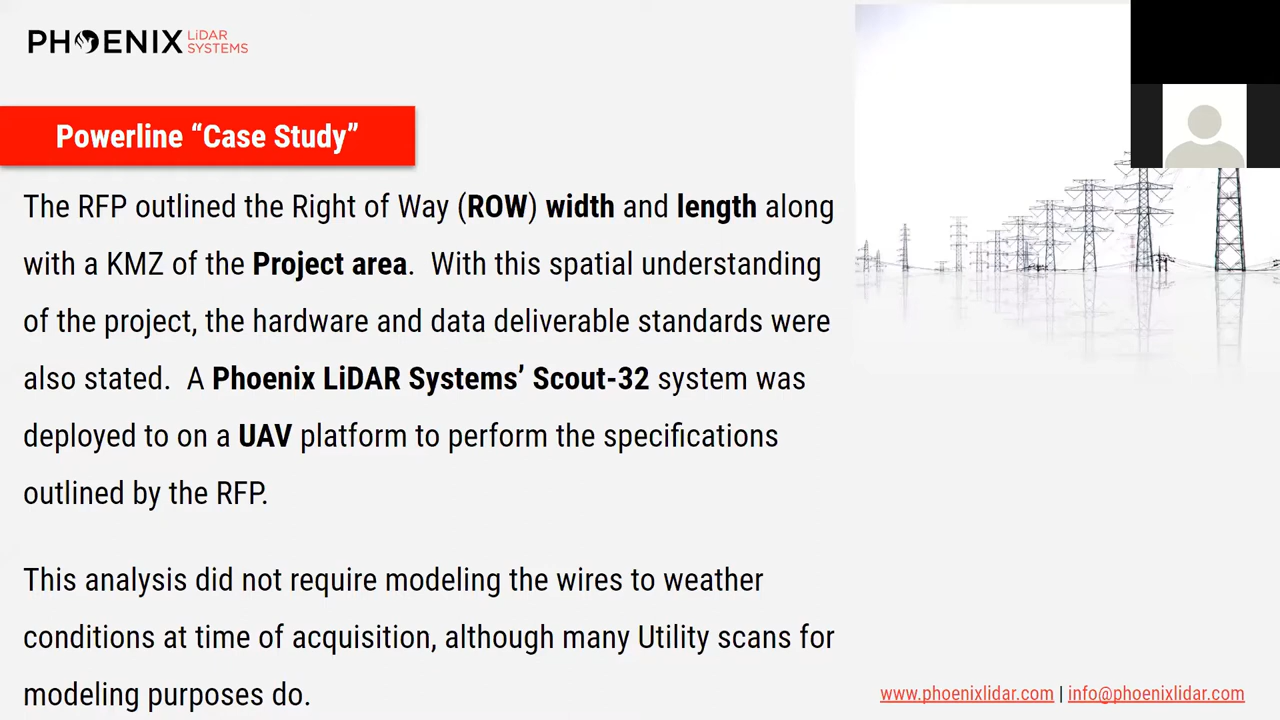 PHOENIX LiDAR SYSTEMS
Powerline “Case Study”
The RFP outlined the Right of Way (ROW) width and length along
with a KMZ of the Project area.  With this spatial understanding
of the project, the hardware and data deliverable standards were
also stated.  A Phoenix LiDAR Systems’ Scout-32 system was
deployed to on a UAV platform to perform the specifications
outlined by the RFP.
This analysis did not require modeling the wires to weather
conditions at time of acquisition, although many Utility scans for
modeling purposes do.
www.phoenixlidar.com | info@phoenixlidar.com